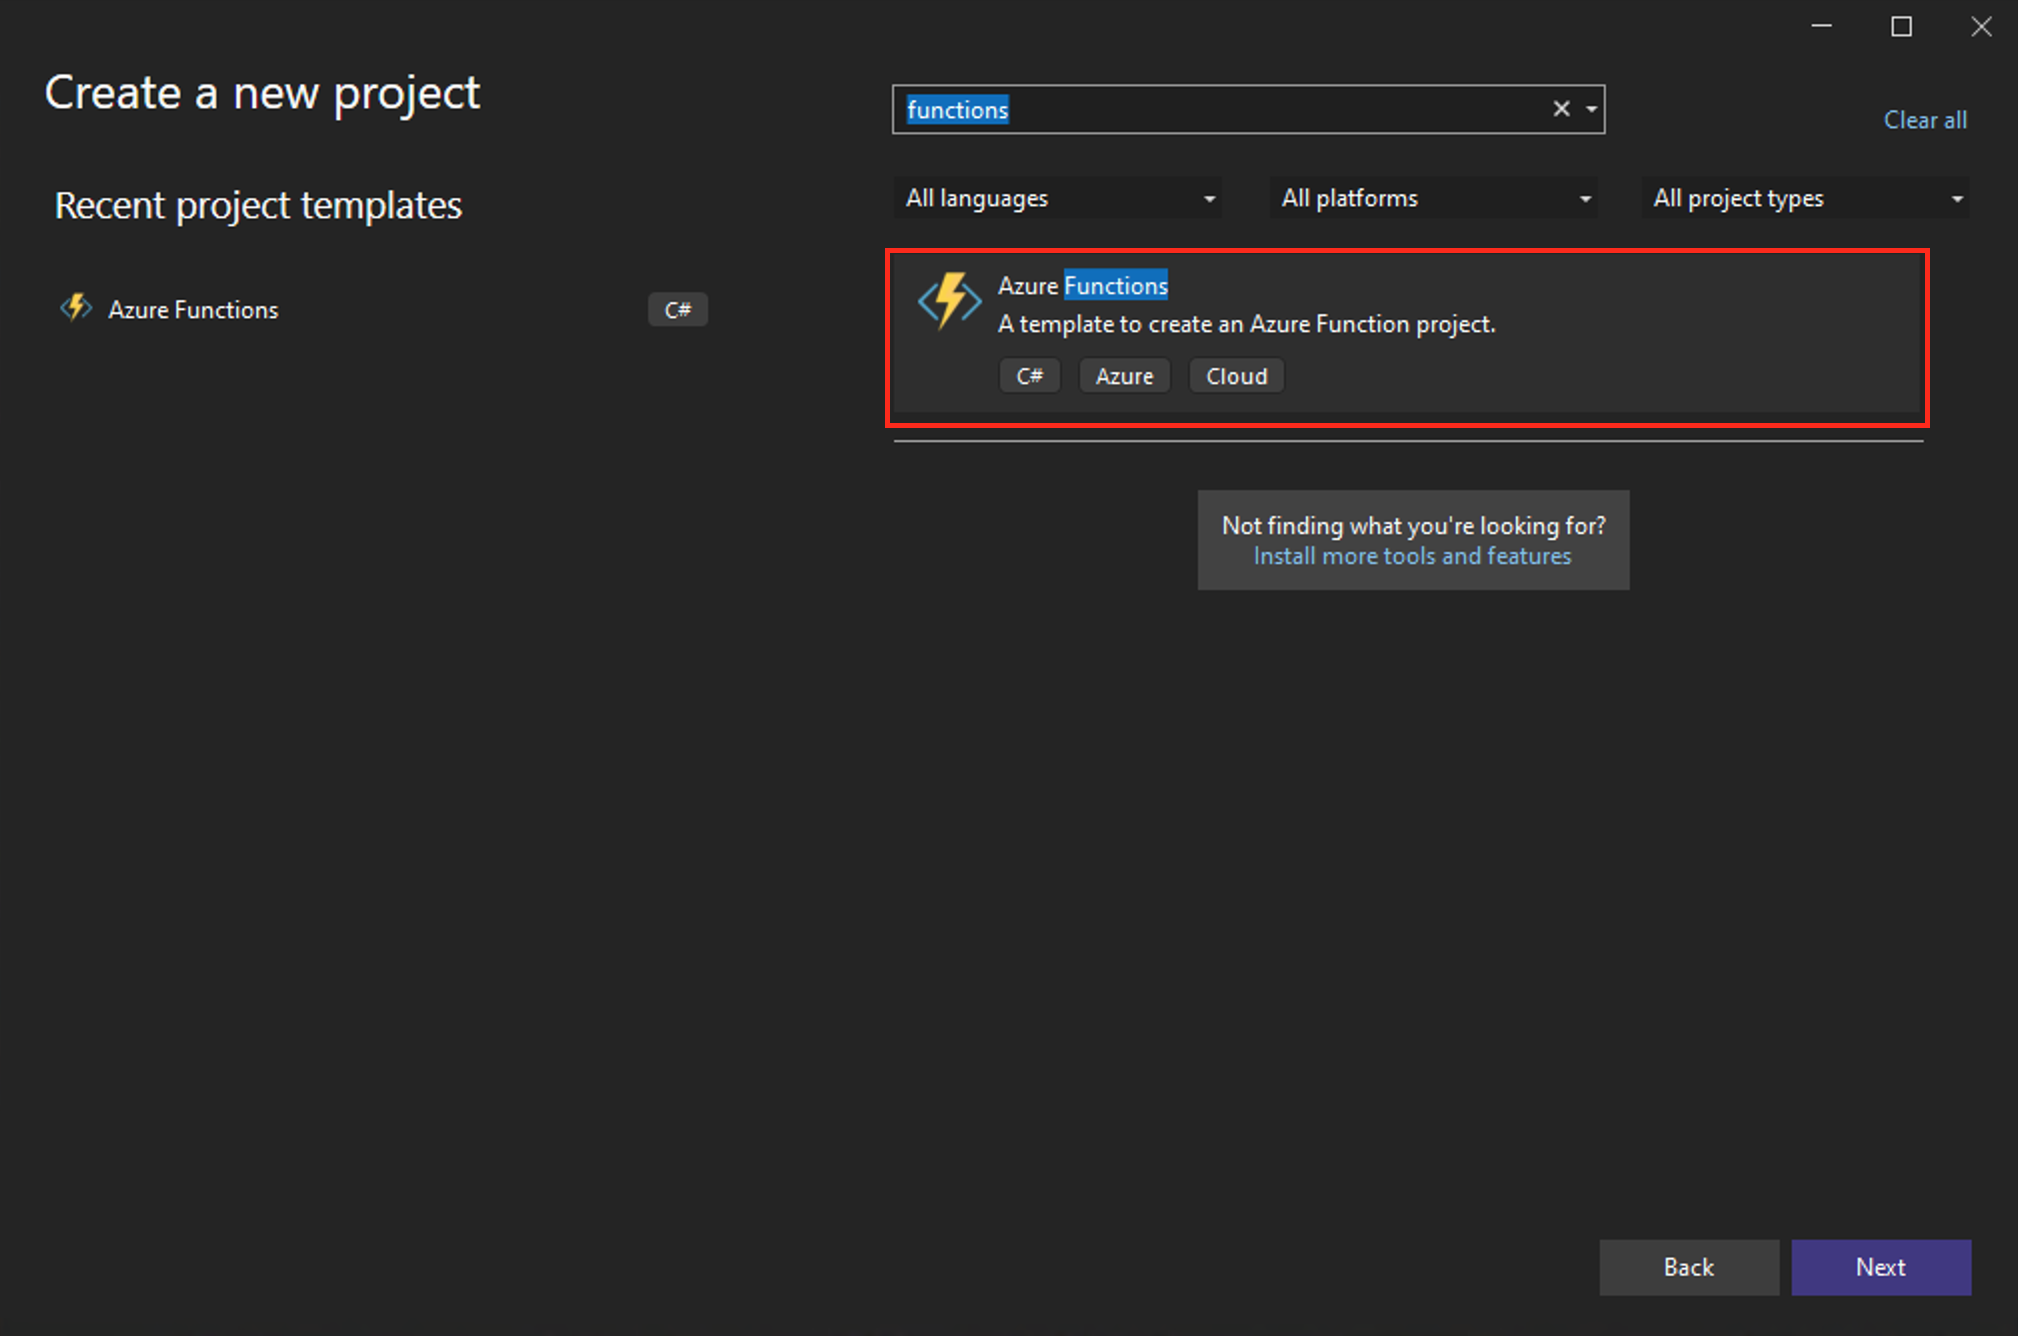 Create a new project
functions
Clear all
All languages
All platforms
All project types
Recent project templates
Azure Functions
C#
Azure Functions
A template to create an Azure Function project.
C#
Azure
Cloud
Not finding what you're looking for?
Install more tools and features
Back
Next